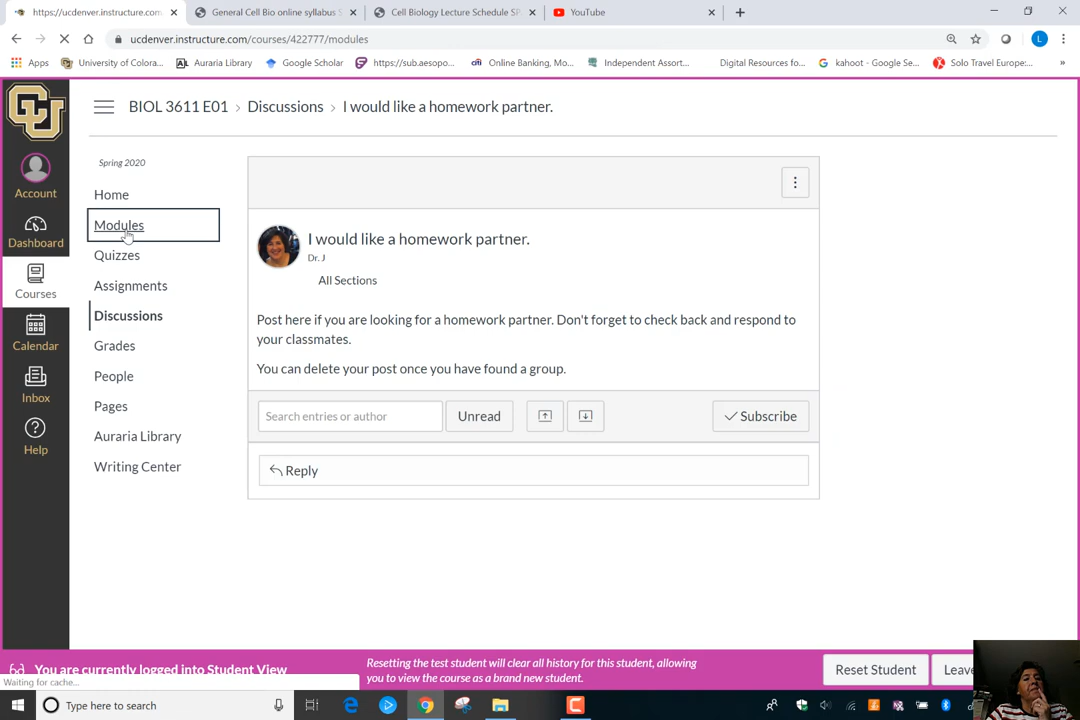 https://ucdenver.instructure.com
General Cell Bio online syllabus S
Cell Biology Lecture Schedule SP
YouTube
ucdenver.instructure.com/courses/422777/modules
L
Apps
University of Colora...
Auraria Library
Google Scholar
https://sub.aesopo...
Online Banking, Mo...
Independent Assort...
Digital Resources fo...
kahoot - Google Se...
Solo Travel Europe:...
CU
BIOL 3611 E01 > Discussions > I would like a homework partner.
Account
Dashboard
Courses
Calendar
Inbox
Help
Spring 2020
Home
Modules
Quizzes
Assignments
Discussions
Grades
People
Pages
Auraria Library
Writing Center
I would like a homework partner.
Dr. J
All Sections
Post here if you are looking for a homework partner. Don't forget to check back and respond to
your classmates.
You can delete your post once you have found a group.
Search entries or author
Unread
Subscribe
Reply
You are currently logged into Student View
Resetting the test student will clear all history for this student, allowing
you to view the course as a brand new student.
Reset Student
Leav
Waiting for cache...
Type here to search